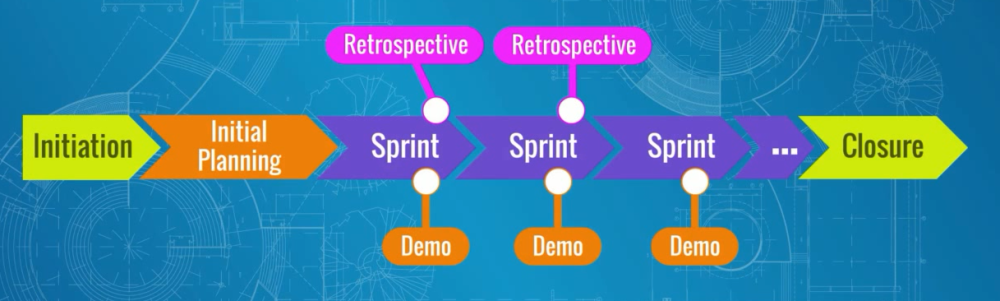 Retrospective
Retrospective
Initiation
Initial
Planning
Sprint
Sprint
Sprint
...
Closure
Demo
Demo
Demo